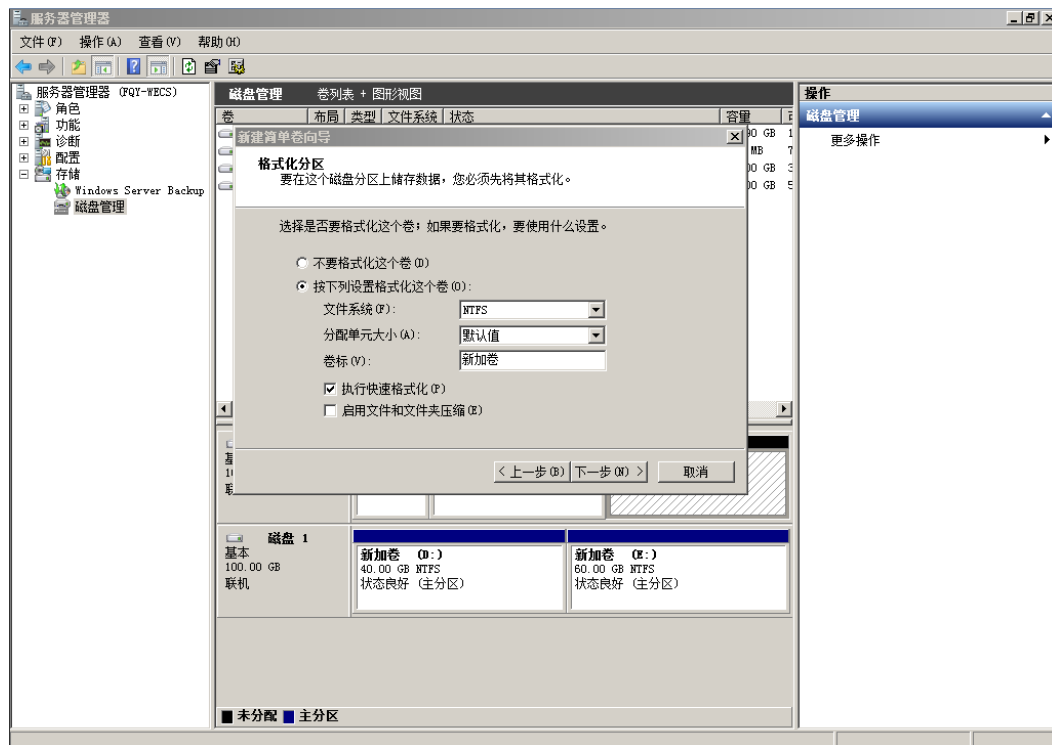 服务器管理器
文件(F) 操作(A) 查看(V) 帮助(H)
服务器管理器 (FQY-WECS)
角色
功能
诊断
配置
存储
Windows Server Backup
磁盘管理
磁盘管理 卷列表 + 图形视图
卷 布局 类型 文件系统 状态 容量
GB 1
MB 7
GB
GB 5
新建简单卷向导
格式化分区
要在这个磁盘分区上储存数据，您必须先将其格式化。
选择是否要格式化这个卷；如果要格式化，要使用什么设置。
不要格式化这个卷(D)
按下列设置格式化这个卷(O):
文件系统(F): NTFS
分配单元大小(A): 默认值
卷标(V): 新加卷
执行快速格式化(P)
启用文件和文件夹压缩(E)
< 上一步(B) 下一步(N) > 取消
磁盘 1
基本
100.00 GB
联机
新加卷 (D:)
40.00 GB NTFS
状态良好 (主分区)
新加卷 (E:)
60.00 GB NTFS
状态良好 (主分区)
未分配 主分区
操作
磁盘管理
更多操作